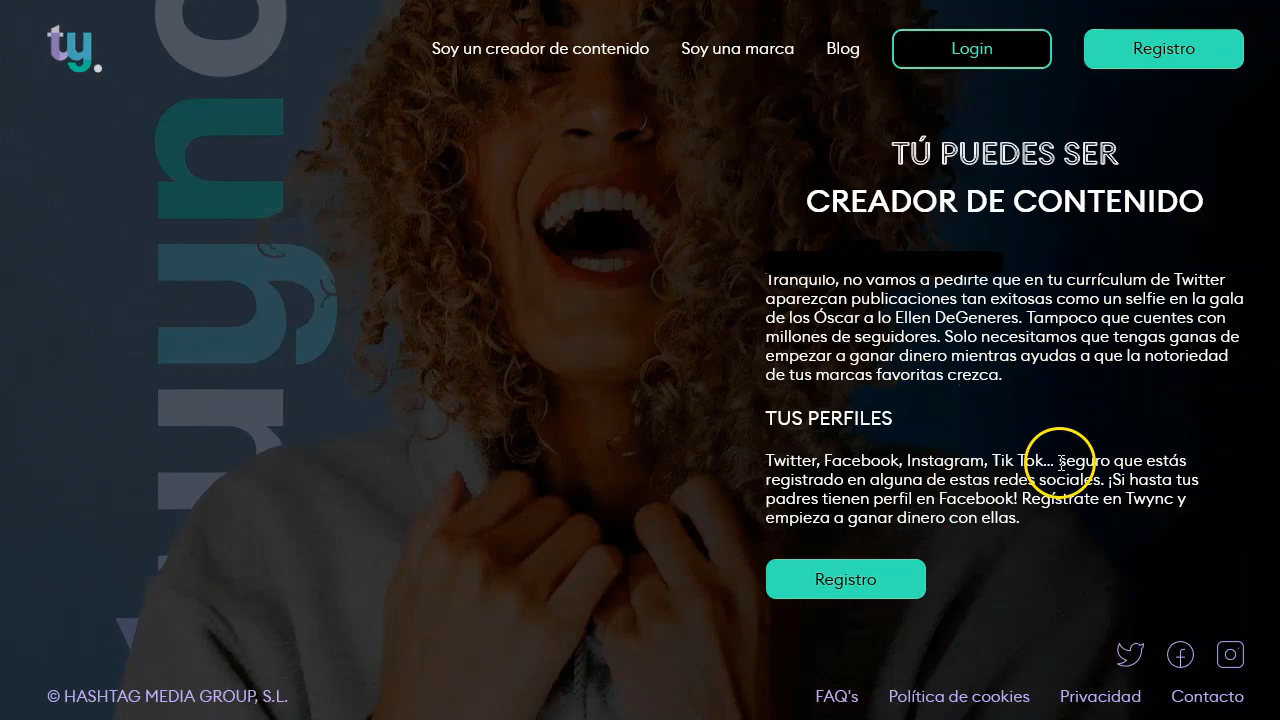 ty.
Soy un creador de contenido
Soy una marca
Blog
Login
Registro
TÚ PUEDES SER
CREADOR DE CONTENIDO
Tranquilo, no vamos a pedirte que en tu currículum de Twitter
aparezcan publicaciones tan exitosas como un selfie en la gala
de los Óscar a lo Ellen DeGeneres. Tampoco que cuentes con
millones de seguidores. Solo necesitamos que tengas ganas de
empezar a ganar dinero mientras ayudas a que la notoriedad
de tus marcas favoritas crezca.
TUS PERFILES
Twitter, Facebook, Instagram, Tik Tok... seguro que estás
registrado en alguna de estas redes sociales. ¡Si hasta tus
padres tienen perfil en Facebook! Regístrate en Twync y
empieza a ganar dinero con ellas.
Registro
© HASHTAG MEDIA GROUP, S.L.
FAQ's
Política de cookies
Privacidad
Contacto